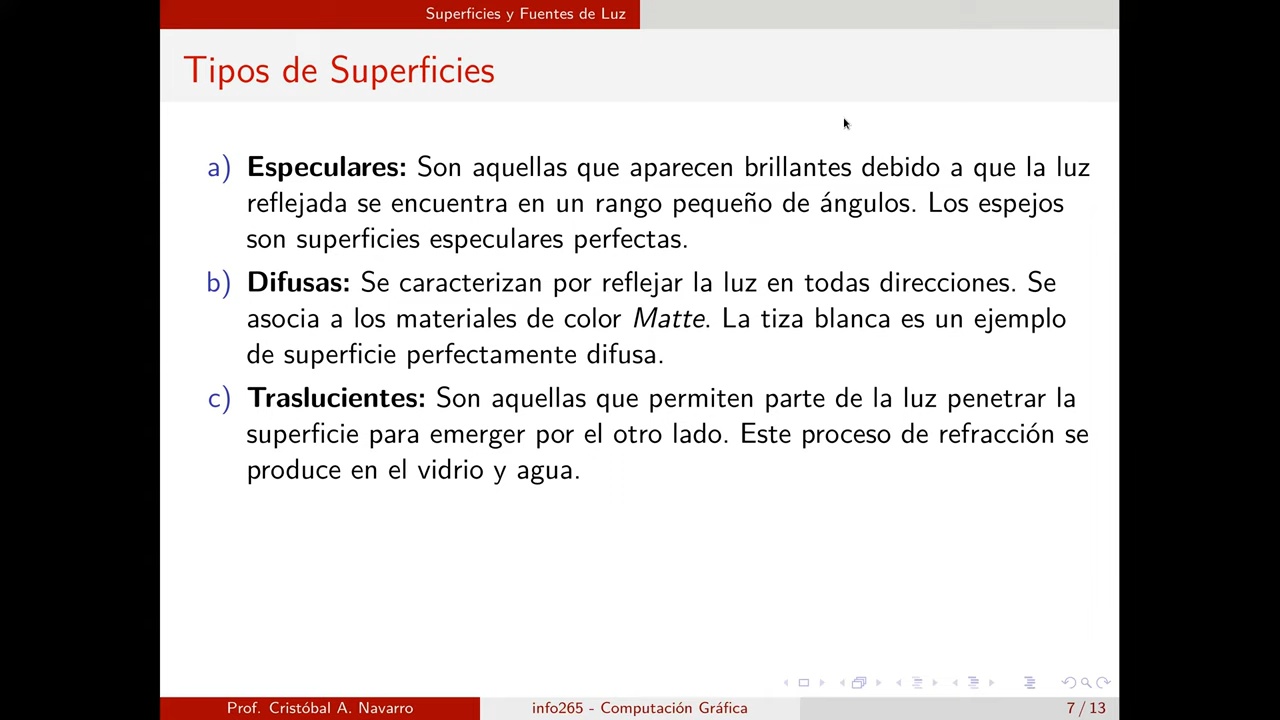 Superficies y Fuentes de Luz
Tipos de Superficies
a) Especulares: Son aquellas que aparecen brillantes debido a que la luz
reflejada se encuentra en un rango pequeño de ángulos. Los espejos
son superficies especulares perfectas.
b) Difusas: Se caracterizan por reflejar la luz en todas direcciones. Se
asocia a los materiales de color Matte. La tiza blanca es un ejemplo
de superficie perfectamente difusa.
c) Traslucientes: Son aquellas que permiten parte de la luz penetrar la
superficie para emerger por el otro lado. Este proceso de refracción se
produce en el vidrio y agua.
Prof. Cristóbal A. Navarro
info265 - Computación Gráfica
7 / 13